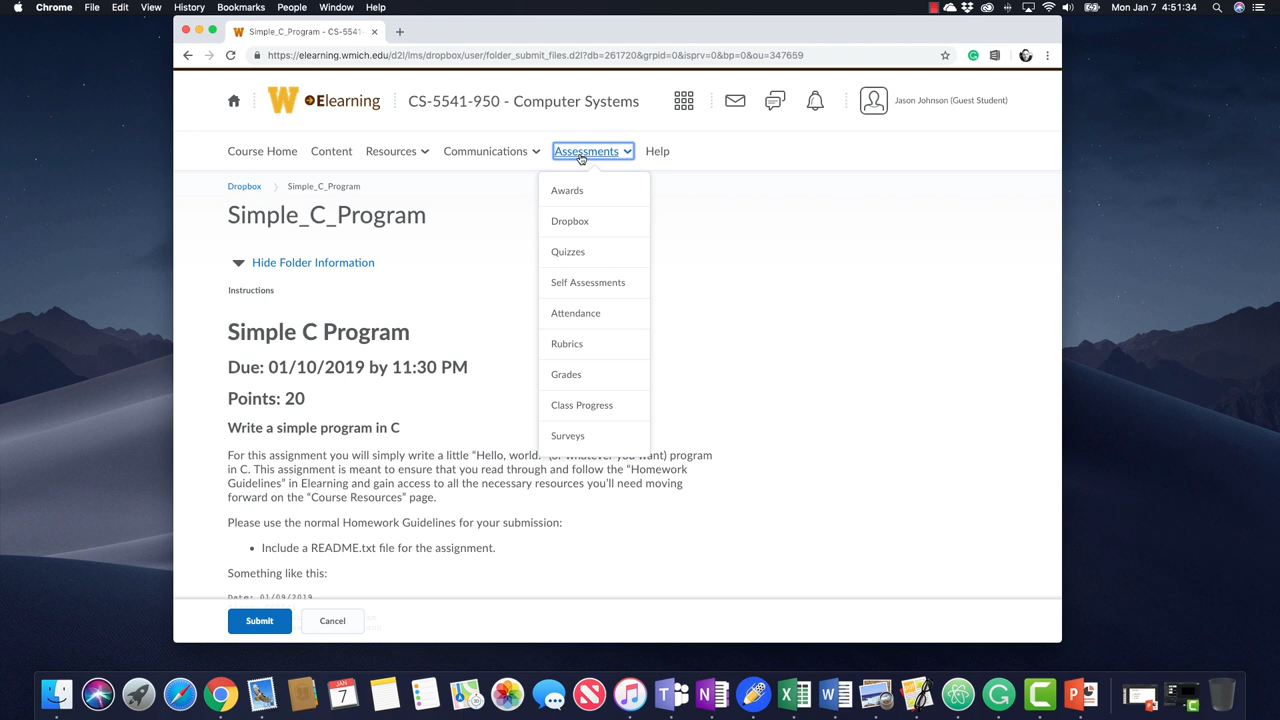 Chrome File Edit View History Bookmarks People Window Help Mon Jan 7 11:51:34
Simple_C_Program - CS-5541-
https://elearning.wmich.edu/d2l/lms/dropbox/user/folder_submit_files.d2l?db=261720&grpid=0&isprv=0&bp=0&ou=347659
W Elearning CS-5541-950 - Computer Systems Jason Johnson (Guest Student)
Course Home Content Resources Communications Assessments Help
Dropbox Simple_C_Program
Simple_C_Program
Hide Folder Information
Instructions
Simple C Program
Due: 01/10/2019 by 11:30 PM
Points: 20
Write a simple program in C
For this assignment you will simply write a little “Hello, world.” (or whatever you want) program
in C. This assignment is meant to ensure that you read through and follow the “Homework
Guidelines” in Elearning and gain access to all the necessary resources you’ll need moving
forward on the “Course Resources” page.
Please use the normal Homework Guidelines for your submission:
• Include a README.txt file for the assignment.
Something like this:
Date: 01/09/2019
Submit Cancel
Awards
Dropbox
Quizzes
Self Assessments
Attendance
Rubrics
Grades
Class Progress
Surveys
JAN
7